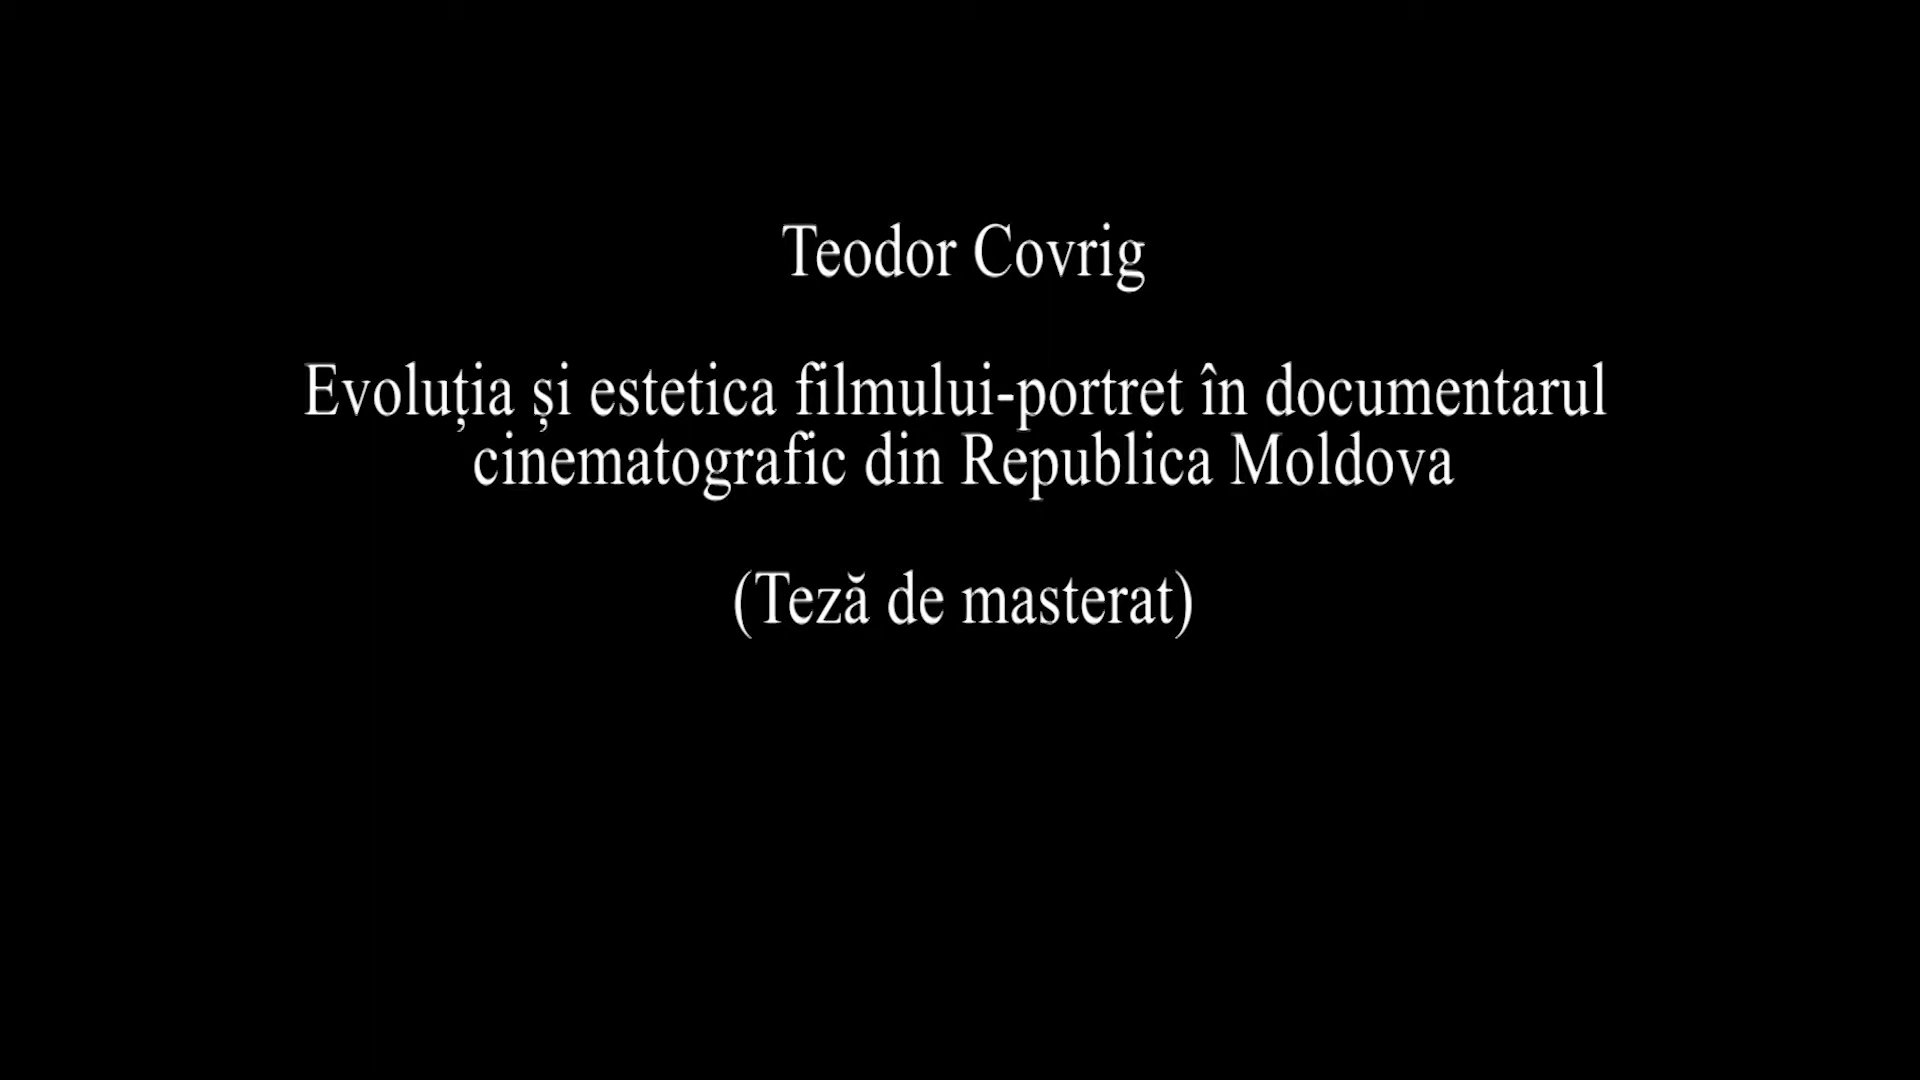 Teodor Covrig
Evoluția și estetica filmului-portret în documentarul
cinematografic din Republica Moldova
(Teză de masterat)